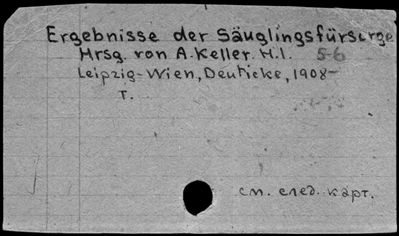 Ergebnisse der Säuglingsfürsorge
Hrsg. von A. Keller. H.1. 5-6
Leipzig-Wien, Deuticke, 1908-
т.
см. след. карт.